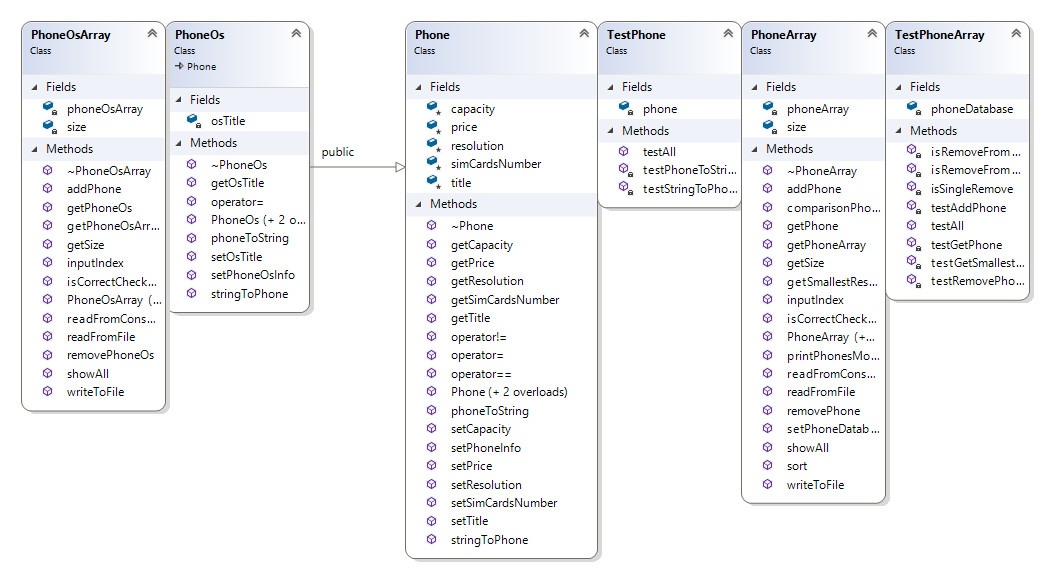 PhoneOsArray
Class
Fields
phoneOsArray
size
Methods
~PhoneOsArray
addPhone
getPhoneOs
getPhoneOsArr...
getSize
inputIndex
isCorrectCheck...
PhoneOsArray (...
readFromCons...
readFromFile
removePhoneOs
showAll
writeToFile
PhoneOs
Class
Phone
Fields
osTitle
Methods
~PhoneOs
getOsTitle
operator=
PhoneOs (+ 2 o...
phoneToString
setOsTitle
setPhoneOsInfo
stringToPhone
public
Phone
Class
Fields
capacity
price
resolution
simCardsNumber
title
Methods
~Phone
getCapacity
getPrice
getResolution
getSimCardsNumber
getTitle
operator!=
operator=
operator==
Phone (+ 2 overloads)
phoneToString
setCapacity
setPhoneInfo
setPrice
setResolution
setSimCardsNumber
setTitle
stringToPhone
TestPhone
Class
Fields
phone
Methods
testAll
testPhoneToStri...
testStringToPho...
PhoneArray
Class
Fields
phoneArray
size
Methods
~PhoneArray
addPhone
comparisonPho...
getPhone
getPhoneArray
getSize
getSmallestRes...
inputIndex
isCorrectCheck...
PhoneArray (+...
printPhonesMo...
readFromCons...
readFromFile
removePhone
setPhoneDatab...
showAll
sort
writeToFile
TestPhoneArray
Class
Fields
phoneDatabase
Methods
isRemoveFrom ...
isRemoveFrom ...
isSingleRemove
testAddPhone
testAll
testGetPhone
testGetSmallest...
testRemovePho...